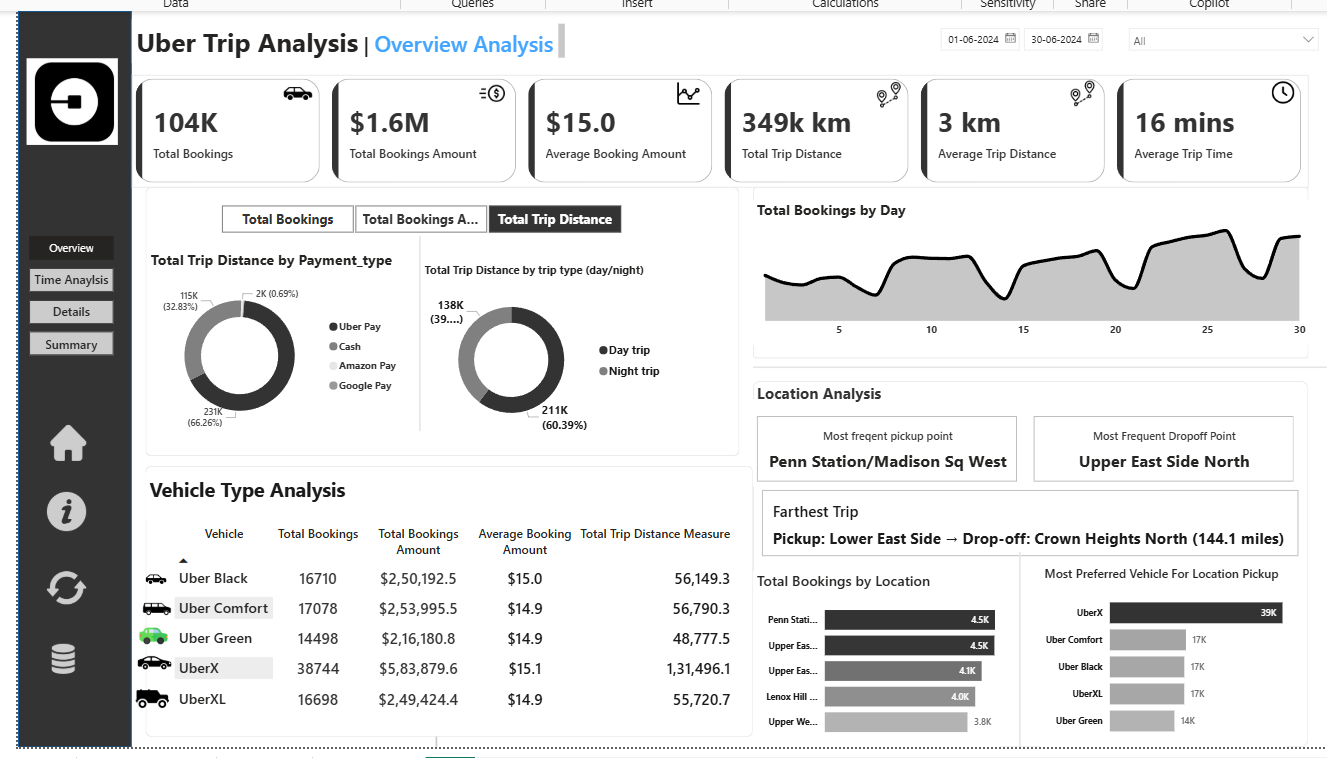 Data Queries Insert Calculations Sensitivity Share Copilot
Uber Trip Analysis | Overview Analysis
01-06-2024 30-06-2024 All
104K
Total Bookings
$1.6M
Total Bookings Amount
$15.0
Average Booking Amount
349k km
Total Trip Distance
3 km
Average Trip Distance
16 mins
Average Trip Time
Overview
Time Anaylsis
Details
Summary
Total Bookings Total Bookings A... Total Trip Distance
Total Trip Distance by Payment_type
115K
(32.83%)
2K (0.69%)
231K
(66.26%)
Uber Pay
Cash
Amazon Pay
Google Pay
Total Trip Distance by trip type (day/night)
138K
(39....)
211K
(60.39%)
Day trip
Night trip
Total Bookings by Day
5 10 15 20 25 30
Vehicle Type Analysis
Vehicle Total Bookings Total Bookings Amount Average Booking Amount Total Trip Distance Measure
Uber Black 16710 $2,50,192.5 $15.0 56,149.3
Uber Comfort 17078 $2,53,995.5 $14.9 56,790.3
Uber Green 14498 $2,16,180.8 $14.9 48,777.5
UberX 38744 $5,83,879.6 $15.1 1,31,496.1
UberXL 16698 $2,49,424.4 $14.9 55,720.7
Location Analysis
Most freqent pickup point
Penn Station/Madison Sq West
Most Frequent Dropoff Point
Upper East Side North
Farthest Trip
Pickup: Lower East Side → Drop-off: Crown Heights North (144.1 miles)
Total Bookings by Location
Penn Stati... 4.5K
Upper Eas... 4.5K
Upper Eas... 4.1K
Lenox Hill ... 4.0K
Upper We... 3.8K
Most Preferred Vehicle For Location Pickup
UberX 39K
Uber Comfort 17K
Uber Black 17K
UberXL 17K
Uber Green 14K